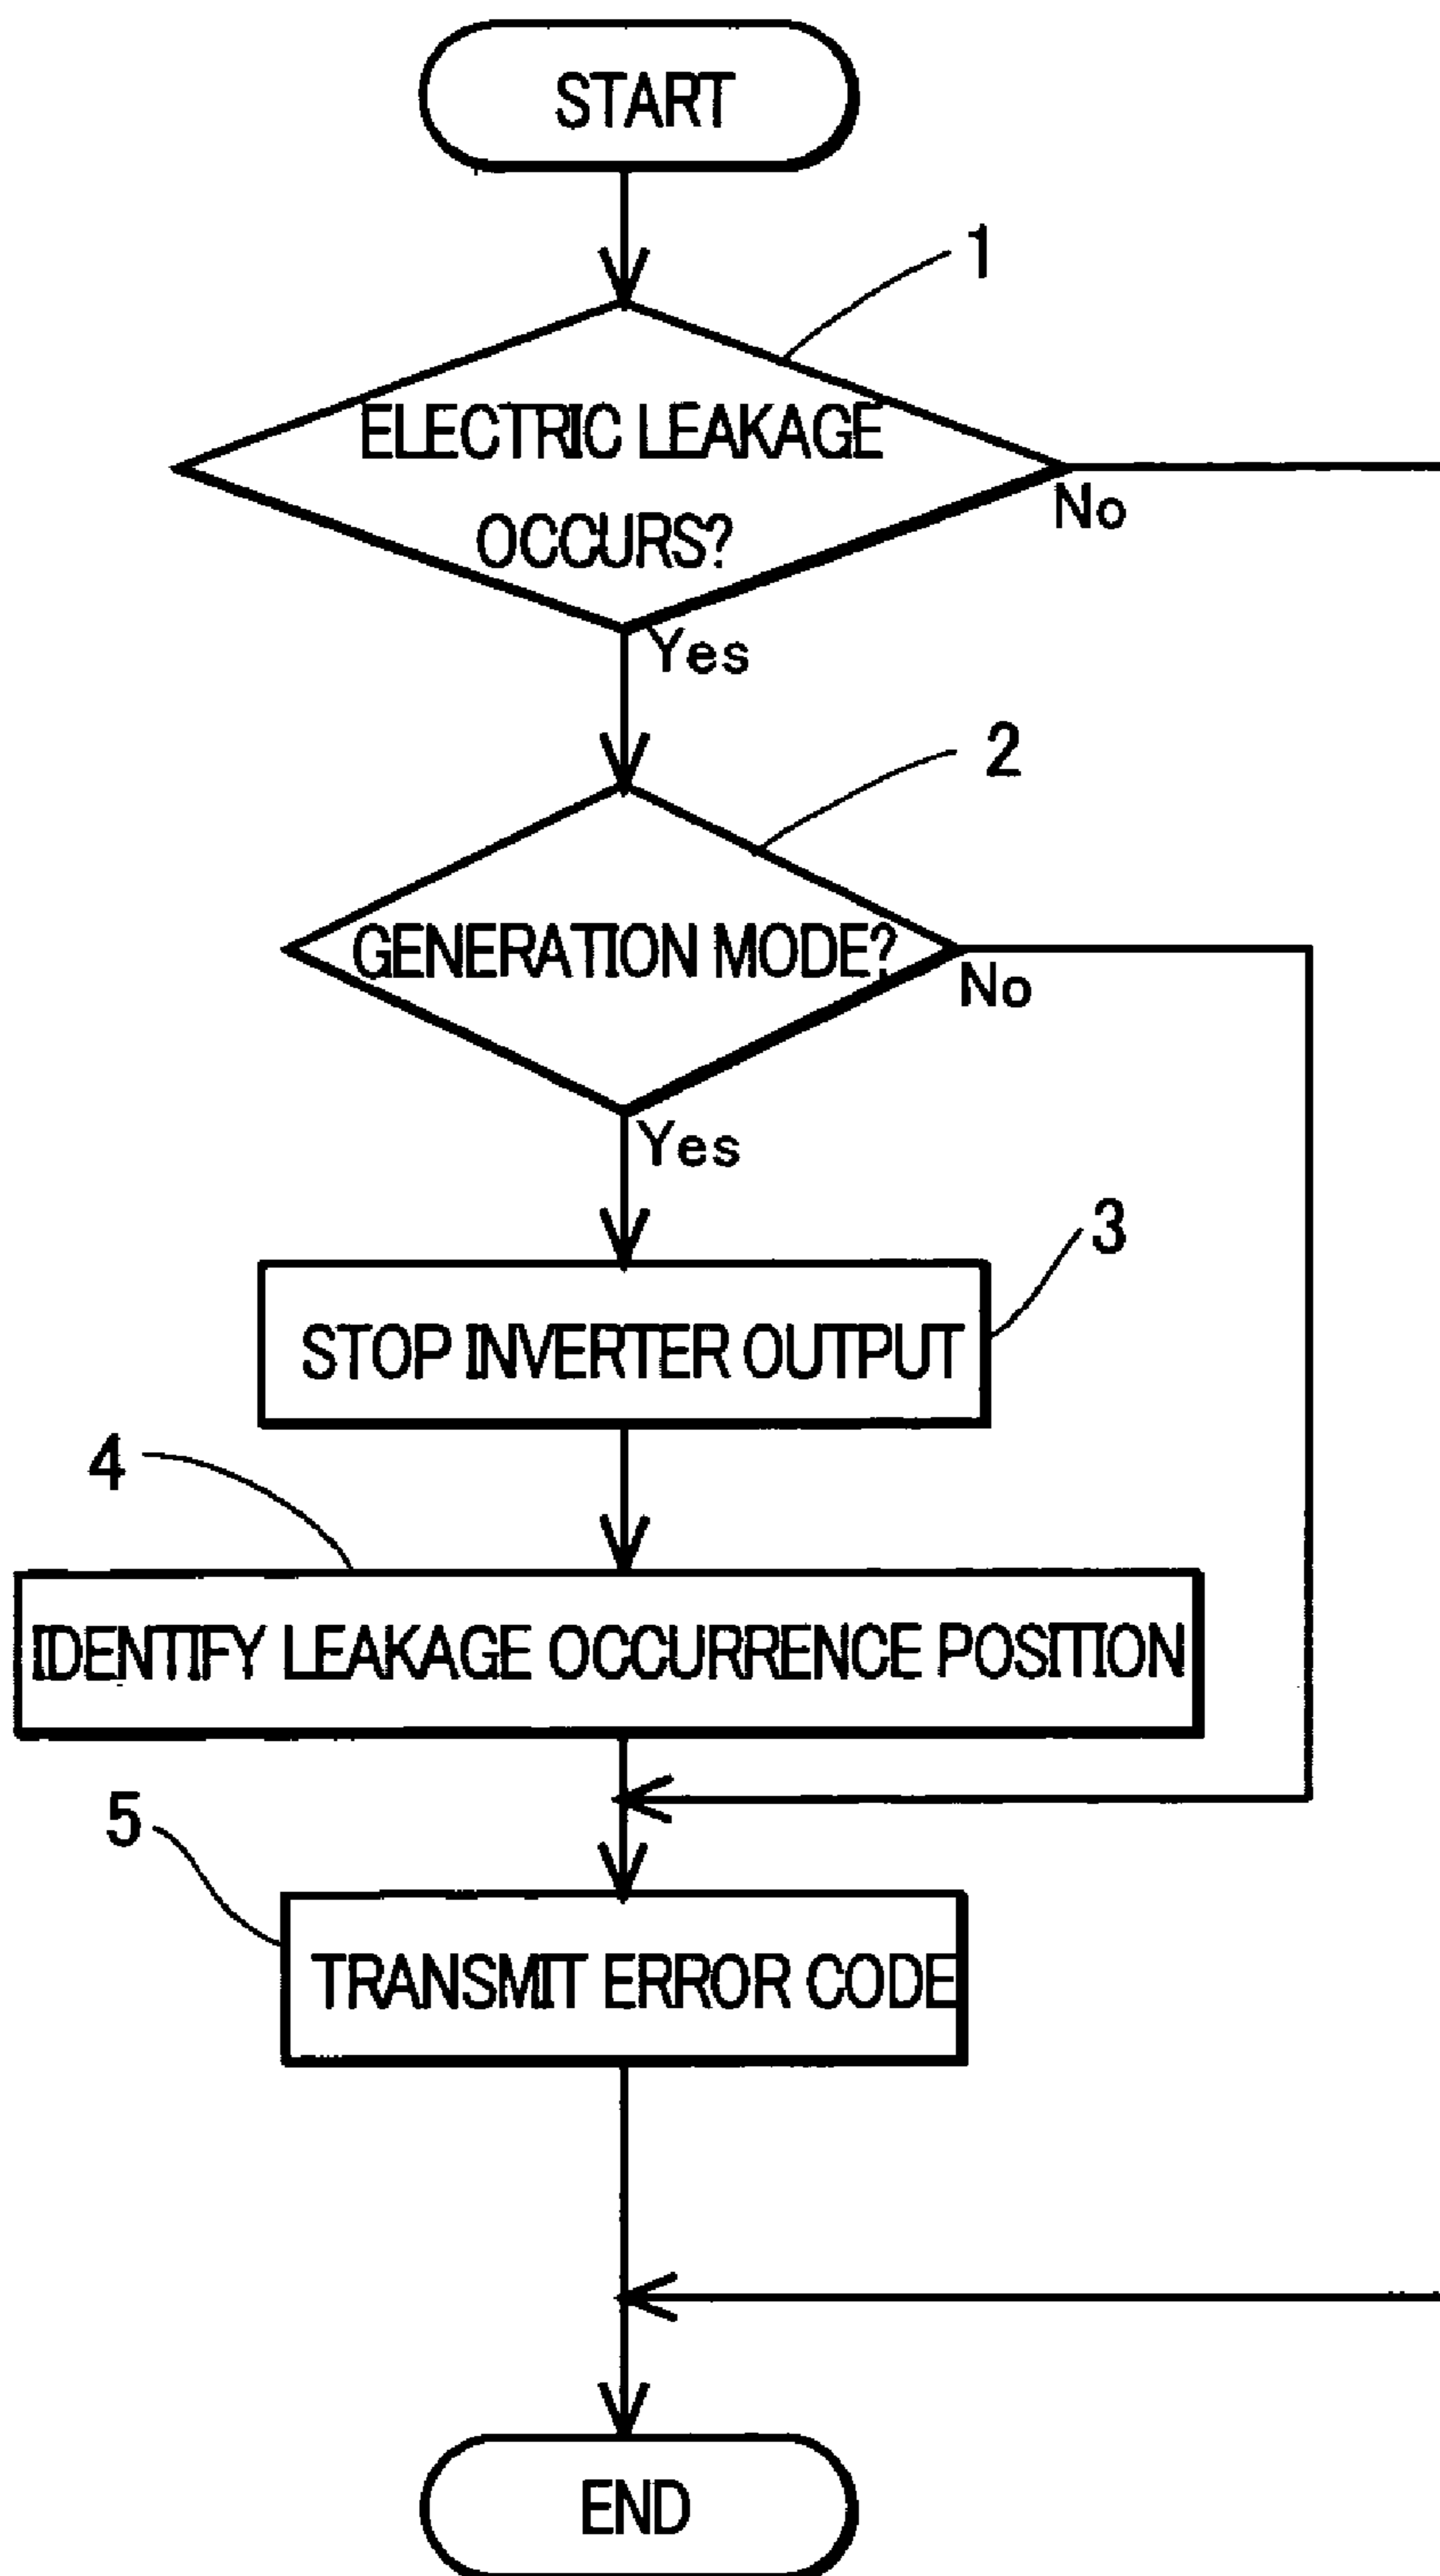 START
1
ELECTRIC LEAKAGE
OCCURS?
No
Yes
2
GENERATION MODE?
No
Yes
3
STOP INVERTER OUTPUT
4
IDENTIFY LEAKAGE OCCURRENCE POSITION
5
TRANSMIT ERROR CODE
END